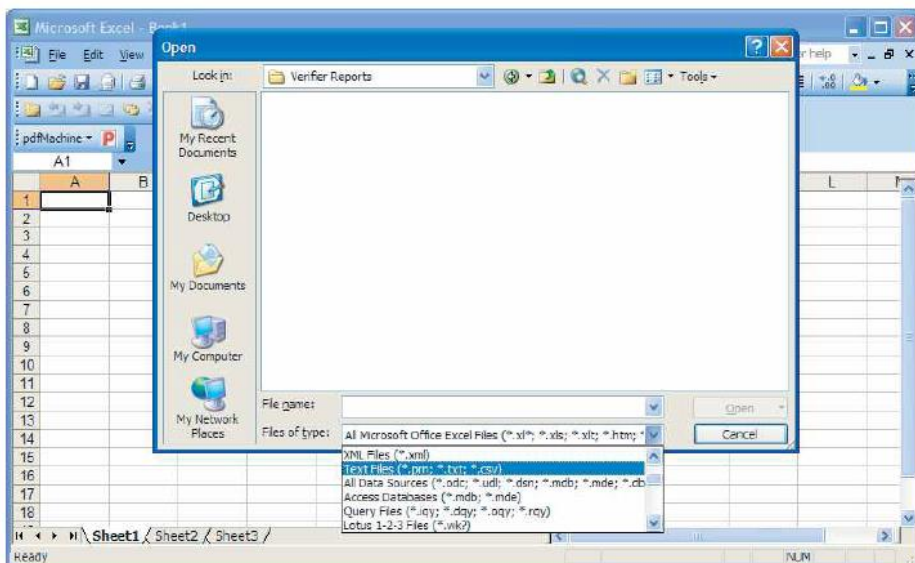 Microsoft Excel - Book1
File Edit View
er help
pdfMachine
A1
Open
Look in: Verifier Reports Tools
My Recent Documents
Desktop
My Documents
My Computer
My Network Places
File name: Open
Files of type: All Microsoft Office Excel Files (*.xl*; *.xls; *.xlt; *.htm; * Cancel
XML Files (*.xml)
Text Files (*.prn; *.txt; *.csv)
All Data Sources (*.odc; *.udl; *.dsn; *.mdb; *.mde; *.db
Access Databases (*.mdb; *.mde)
Query Files (*.iqy; *.dqy; *.oqy; *.rqy)
Lotus 1-2-3 Files (*.wk?)
A B L
1
2
3
4
5
6
7
8
9
10
11
12
13
14
15
16
17
18
Sheet1 / Sheet2 / Sheet3 /
Ready NUM